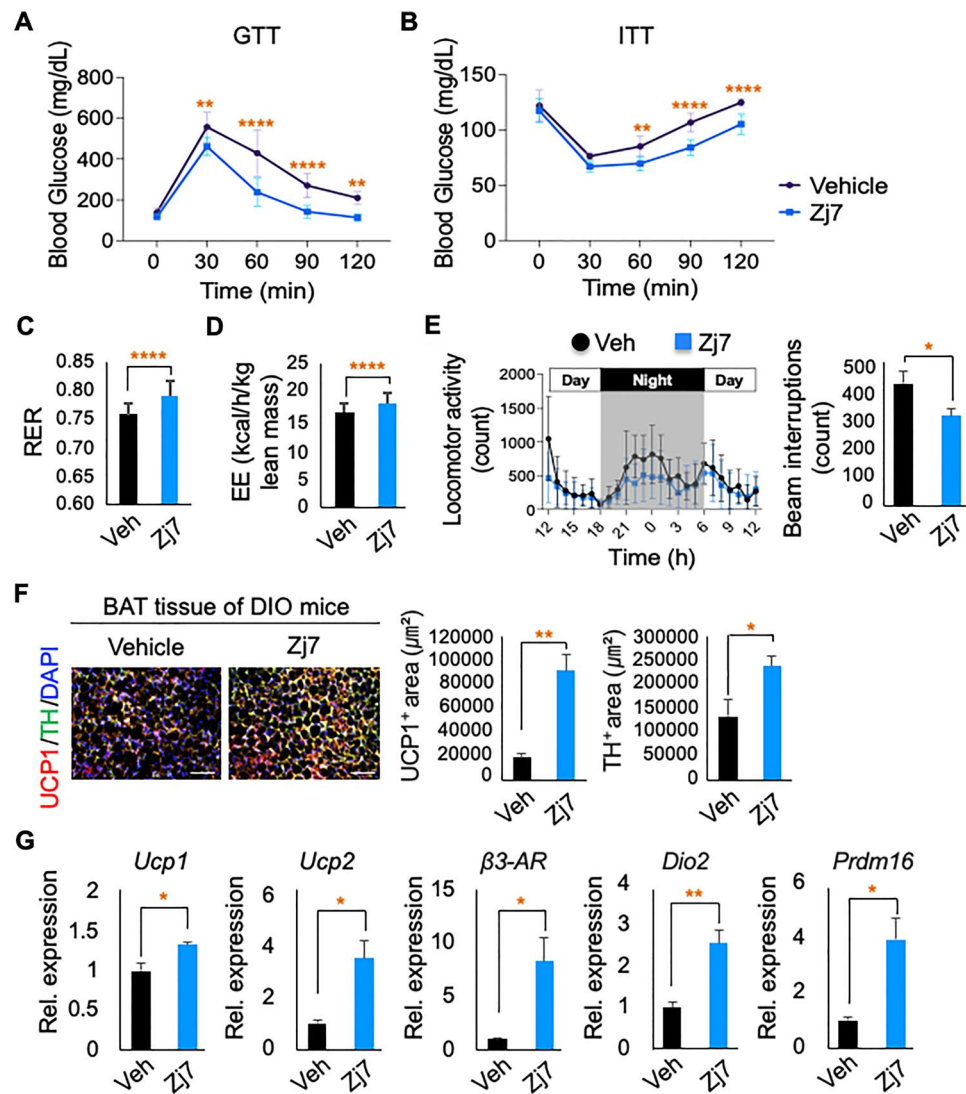 A
GTT
Blood Glucose (mg/dL)
800
600
400
200
0
**
****
****
**
0 30 60 90 120
Time (min)
B
ITT
Blood Glucose (mg/dL)
150
100
50
0
**
****
****
0 30 60 90 120
Time (min)
Vehicle
Zj7
C
RER
0.85
0.80
0.75
0.70
0.65
0.60
****
Veh Zj7
D
EE (kcal/h/kg
lean mass)
25
20
15
10
5
0
****
Veh Zj7
E
Veh Zj7
Locomotor activity
(count)
2000
1500
1000
500
0
Day Night Day
12 15 18 21 0 3 6 9 12
Time (h)
Beam interruptions
(count)
500
400
300
200
100
0
*
Veh Zj7
F
BAT tissue of DIO mice
Vehicle Zj7
UCP1/TH/DAPI
UCP1⁺ area (㎛²)
120000
100000
80000
60000
40000
20000
0
**
Veh Zj7
TH⁺ area (㎛²)
300000
250000
200000
150000
100000
50000
0
*
Veh Zj7
G
Ucp1
Rel. expression
2
1.5
1
0.5
0
*
Veh Zj7
Ucp2
Rel. expression
6
4
2
0
*
Veh Zj7
β3-AR
Rel. expression
15
10
5
0
*
Veh Zj7
Dio2
Rel. expression
4
3
2
1
0
**
Veh Zj7
Prdm16
Rel. expression
6
4
2
0
*
Veh Zj7